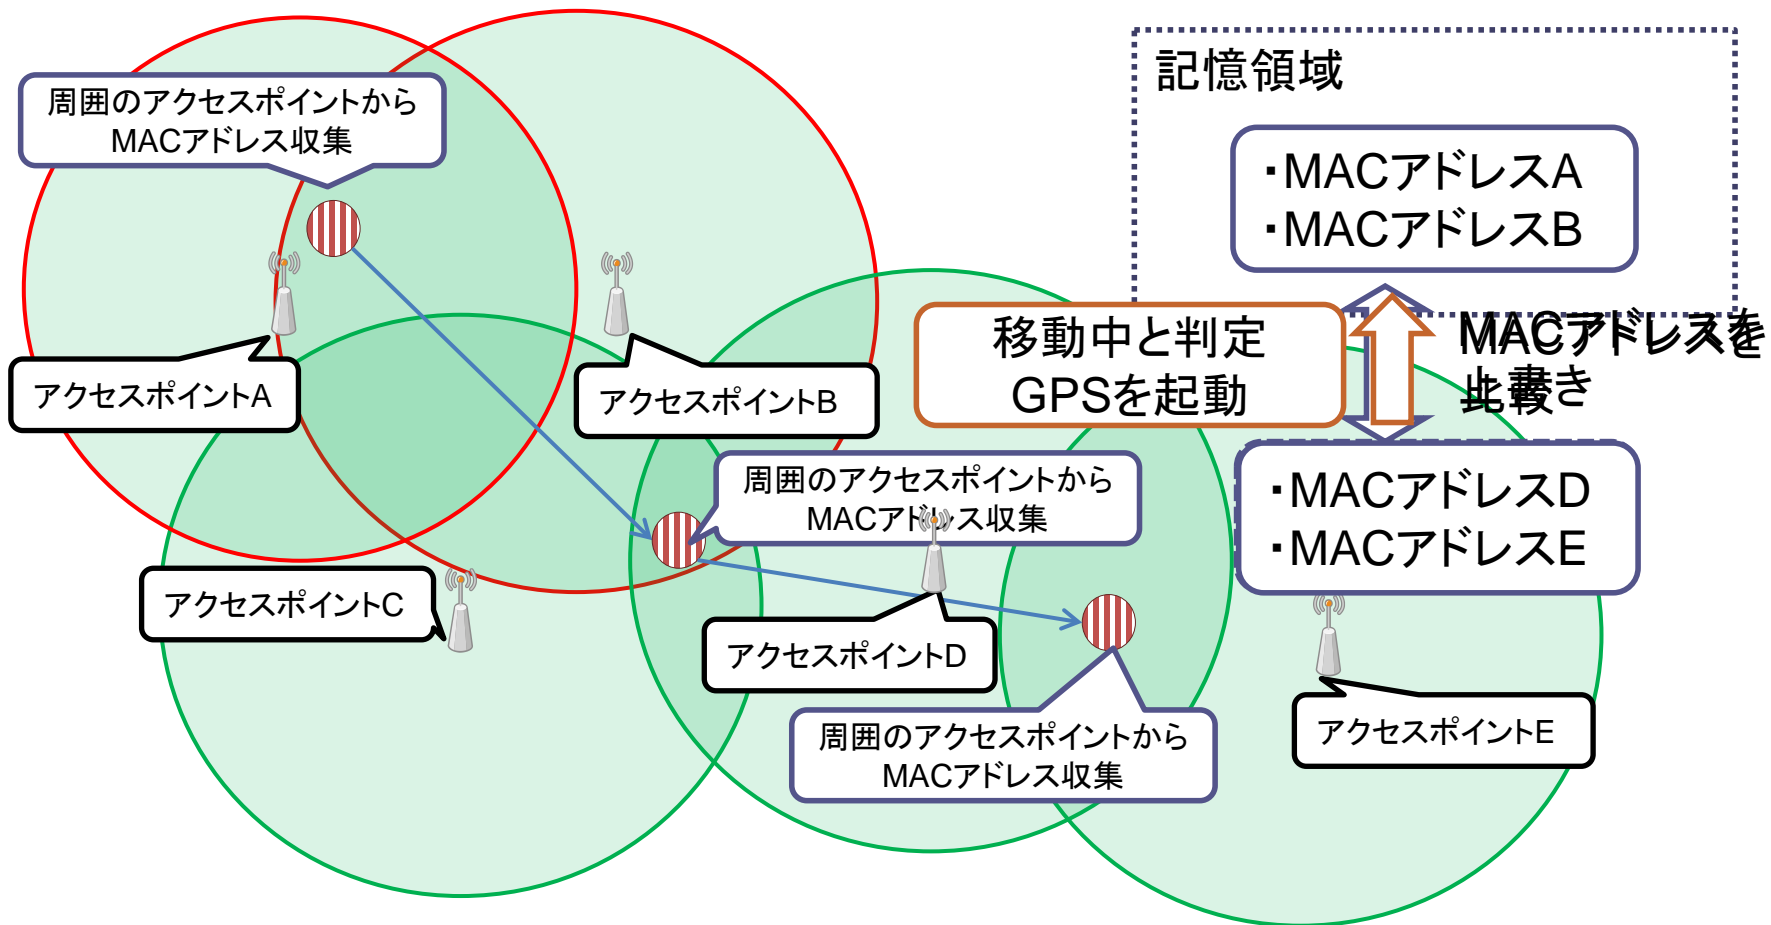 周囲のアクセスポイントから
MACアドレス収集
記憶領域
・MACアドレスA
・MACアドレスB
移動中と判定
GPSを起動
MACアドレスを
上書き
MACアドレスを
比較
アクセスポイントA
アクセスポイントB
周囲のアクセスポイントから
MACアドレス収集
・MACアドレスD
・MACアドレスE
アクセスポイントC
アクセスポイントD
周囲のアクセスポイントから
MACアドレス収集
アクセスポイントE